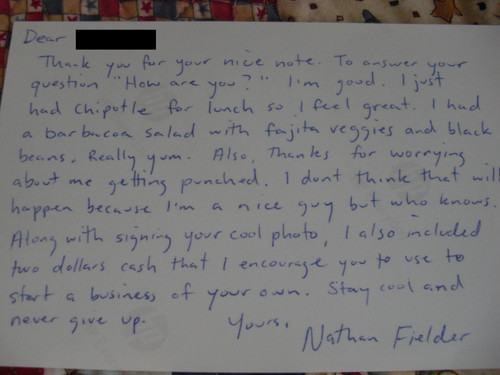 Dear
Thank you for your nice note. To answer your
question "How are you?" I'm good. I just
had Chipotle for lunch so I feel great. I had
a barbacoa salad with fajita veggies and black
beans. Really yum. Also, Thanks for worrying
about me getting punched. I dont think that will
happen because I'm a nice guy but who knows.
Along with signing your cool photo, I also included
two dollars cash that I encourage you to use to
start a business of your own. Stay cool and
never give up. Yours,
Nathan Fielder